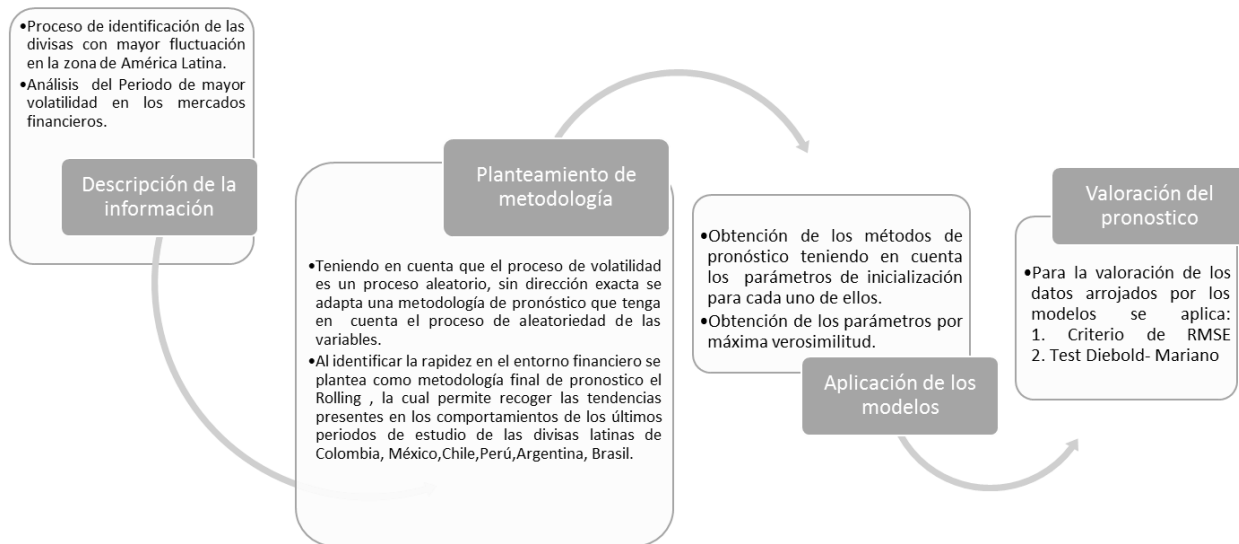 •Proceso de identificación de las
divisas con mayor fluctuación
en la zona de América Latina.
•Análisis del Periodo de mayor
volatilidad en los mercados
financieros.
Descripción de la
información
Planteamiento de
metodología
•Teniendo en cuenta que el proceso de volatilidad
es un proceso aleatorio, sin dirección exacta se
adapta una metodología de pronóstico que tenga
en cuenta el proceso de aleatoriedad de las
variables.
•Al identificar la rapidez en el entorno financiero se
plantea como metodología final de pronostico el
Rolling , la cual permite recoger las tendencias
presentes en los comportamientos de los últimos
periodos de estudio de las divisas latinas de
Colombia, México,Chile,Perú,Argentina, Brasil.
•Obtención de los métodos de
pronóstico teniendo en cuenta
los parámetros de inicialización
para cada uno de ellos.
•Obtención de los parámetros por
máxima verosimilitud.
Aplicación de los
modelos
Valoración del
pronostico
•Para la valoración de los
datos arrojados por los
modelos se aplica:
1. Criterio de RMSE
2. Test Diebold- Mariano